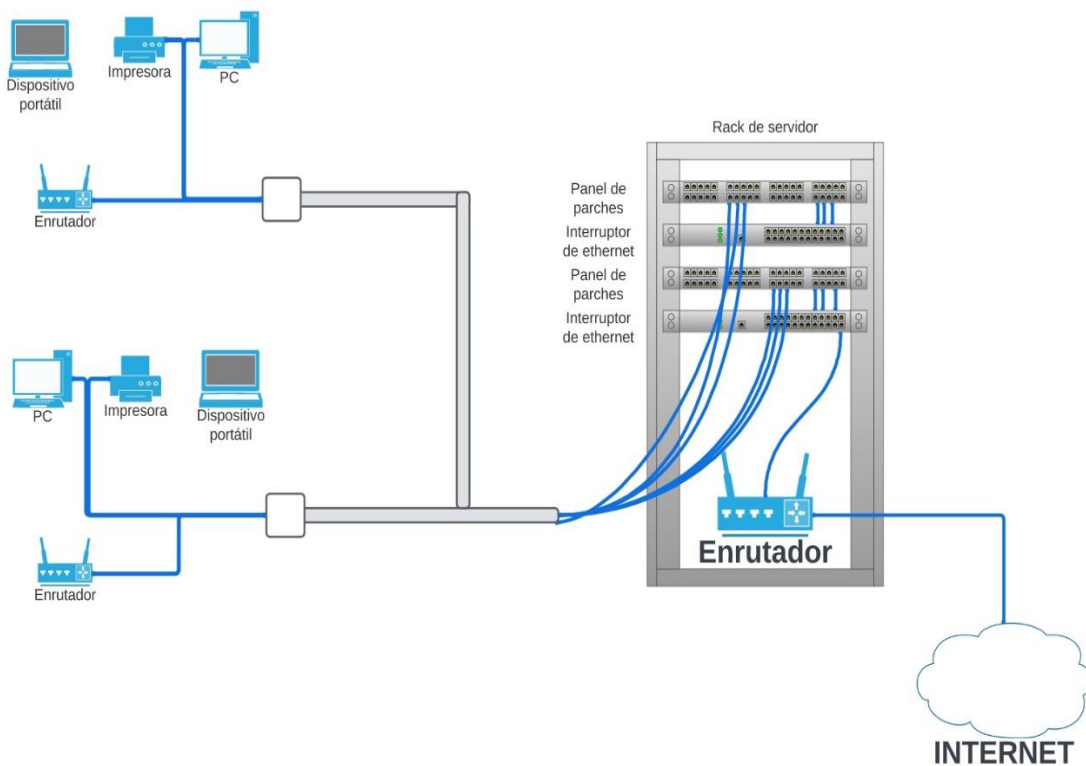 Impresora
PC
Dispositivo
portátil
Enrutador
PC
Impresora
Dispositivo
portátil
Enrutador
Rack de servidor
Panel de
parches
Interruptor
de ethernet
Panel de
parches
Interruptor
de ethernet
Enrutador
INTERNET